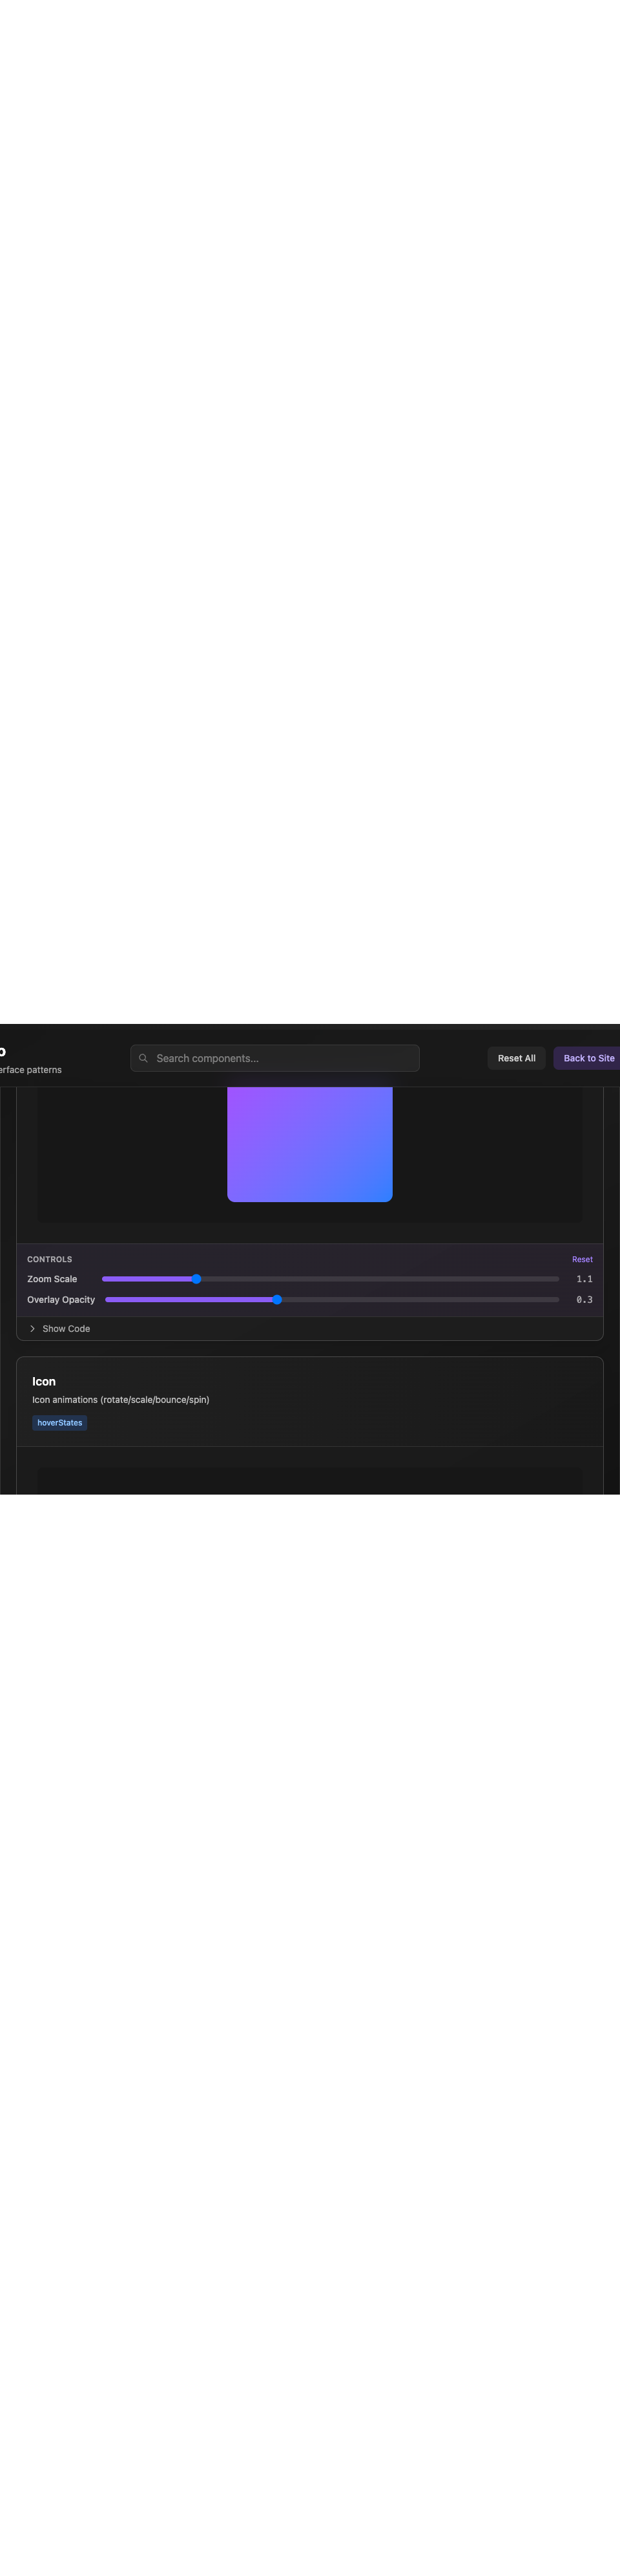 o
erface patterns
Search components...
Reset All
Back to Site
CONTROLS
Reset
Zoom Scale
1.1
Overlay Opacity
0.3
Show Code
Icon
Icon animations (rotate/scale/bounce/spin)
hoverStates